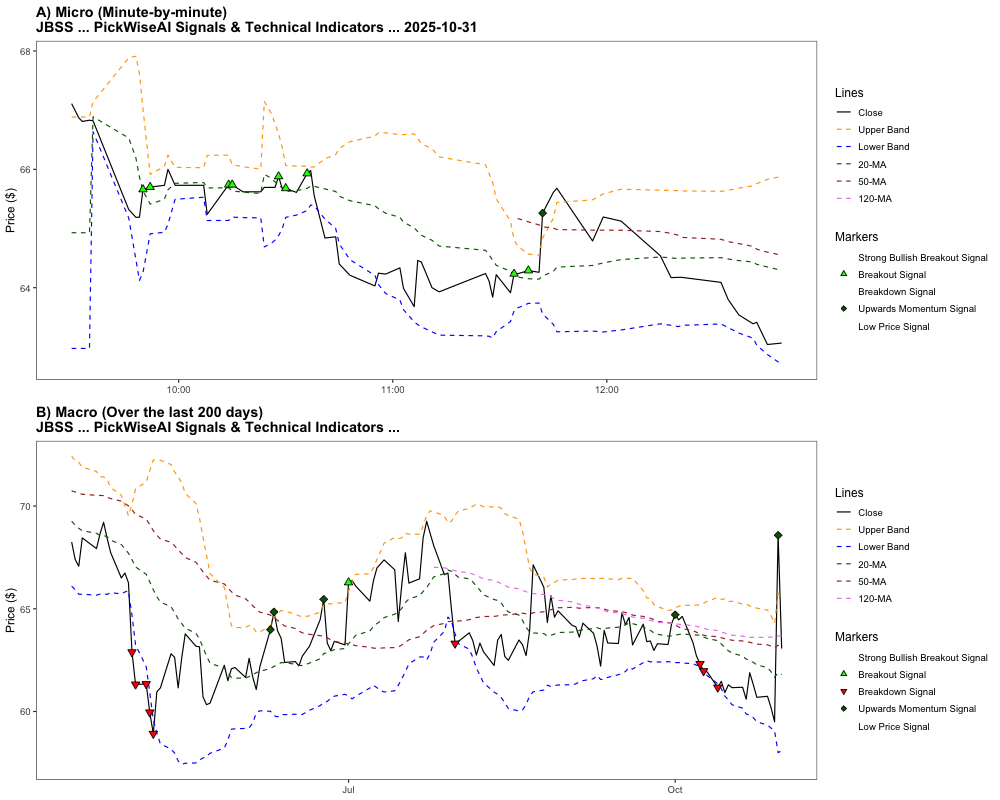 A) Micro (Minute-by-minute)
JBSS ... PickWiseAI Signals & Technical Indicators ... 2025-10-31
68
66
64
Price ($)
10:00
11:00
12:00
Lines
Close
Upper Band
Lower Band
20-MA
50-MA
120-MA
Markers
Strong Bullish Breakout Signal
Breakout Signal
Breakdown Signal
Upwards Momentum Signal
Low Price Signal
B) Macro (Over the last 200 days)
JBSS ... PickWiseAI Signals & Technical Indicators ...
70
65
60
Price ($)
Jul
Oct
Lines
Close
Upper Band
Lower Band
20-MA
50-MA
120-MA
Markers
Strong Bullish Breakout Signal
Breakout Signal
Breakdown Signal
Upwards Momentum Signal
Low Price Signal